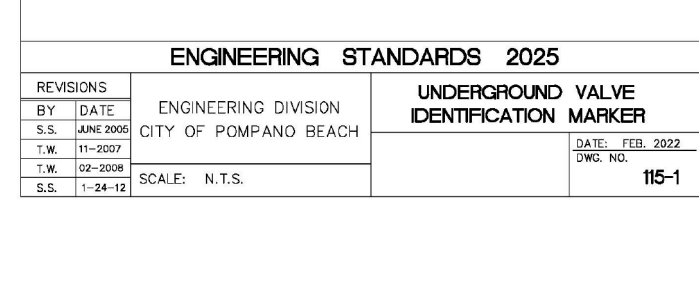 ENGINEERING STANDARDS 2025
REVISIONS
BY DATE
S.S. JUNE 2005
T.W. 11-2007
T.W. 02-2008
S.S. 1-24-12
ENGINEERING DIVISION
CITY OF POMPANO BEACH
SCALE: N.T.S.
UNDERGROUND VALVE
IDENTIFICATION MARKER
DATE: FEB. 2022
DWG. NO.
115-1